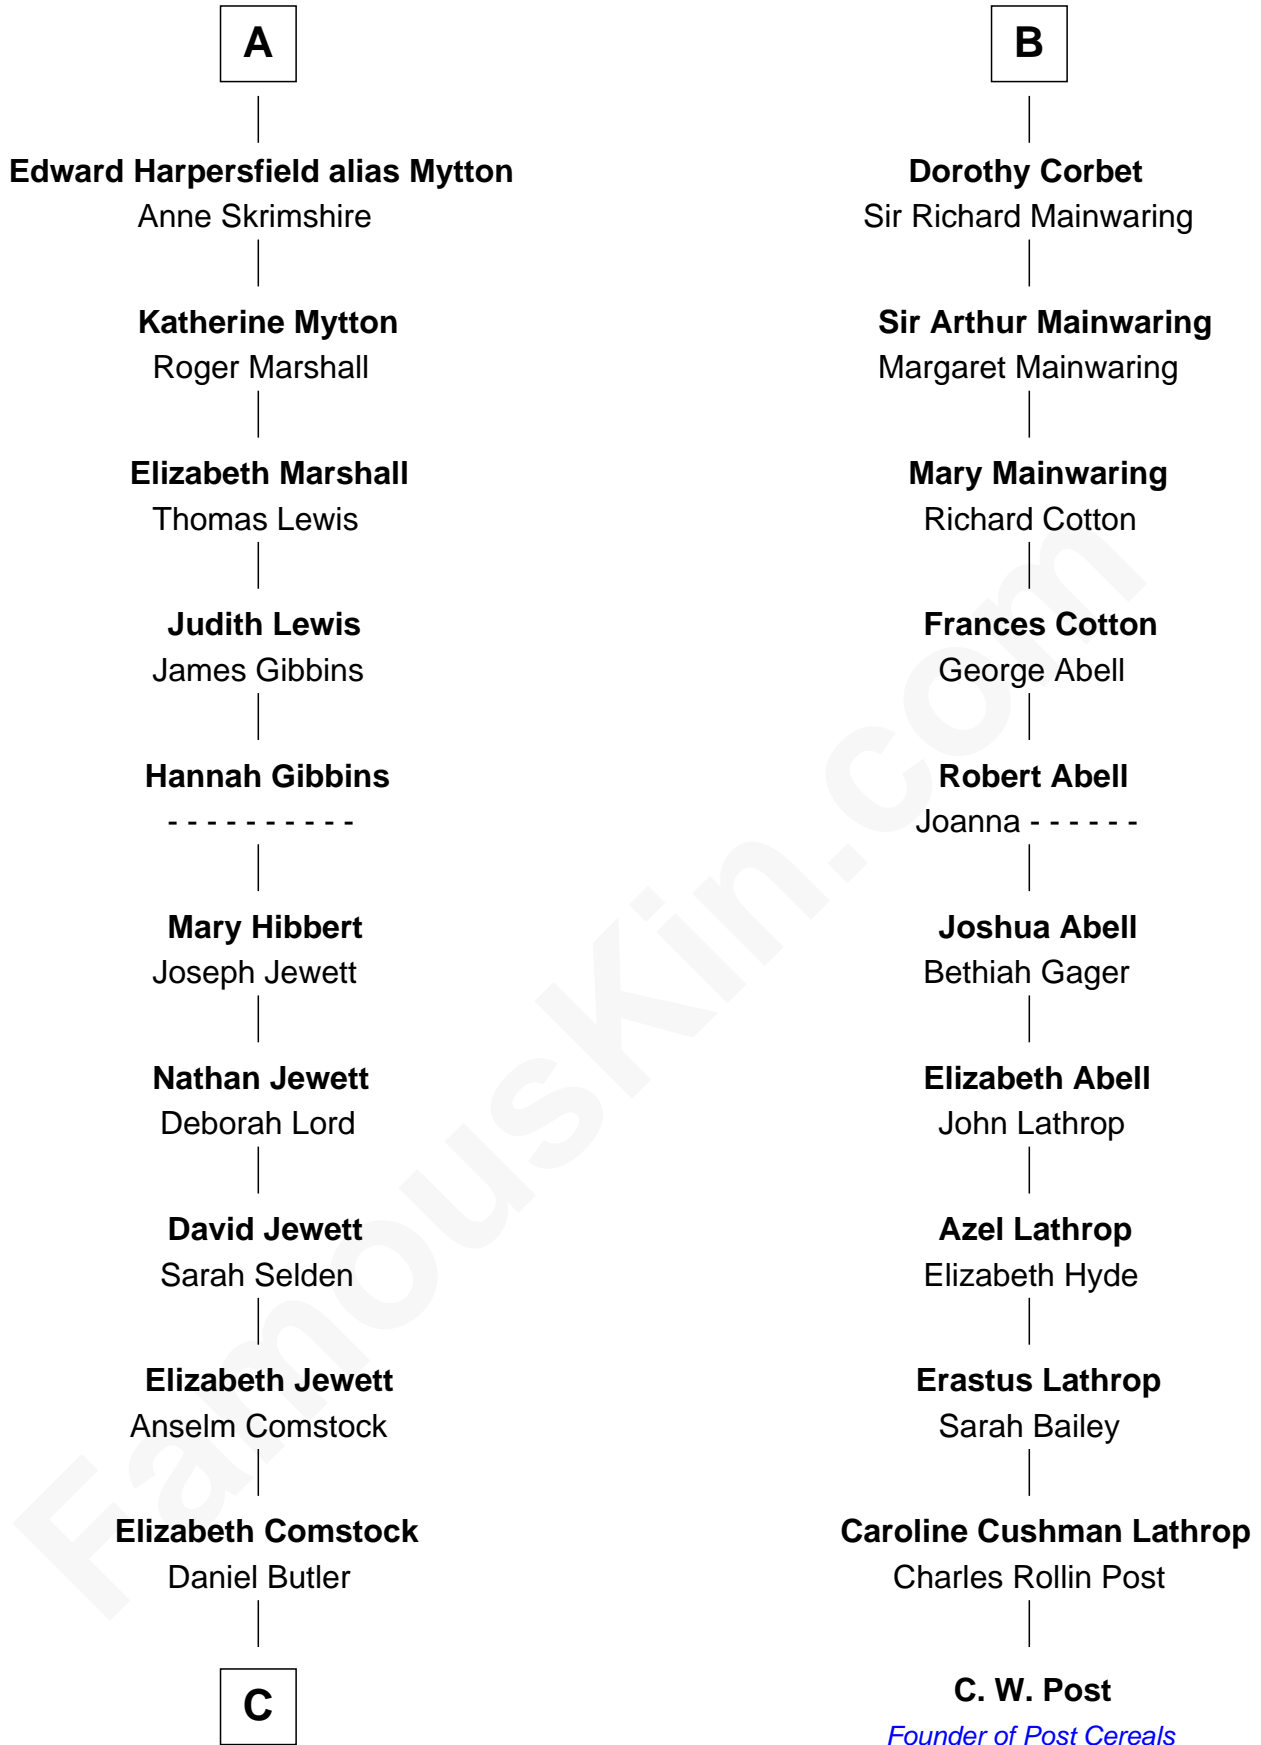 A
Edward Harpersfield alias Mytton
Anne Skrimshire
Katherine Mytton
Roger Marshall
Elizabeth Marshall
Thomas Lewis
Judith Lewis
James Gibbins
Hannah Gibbins
- - - - - - - - - -
Mary Hibbert
Joseph Jewett
Nathan Jewett
Deborah Lord
David Jewett
Sarah Selden
Elizabeth Jewett
Anselm Comstock
Elizabeth Comstock
Daniel Butler
C
B
Dorothy Corbet
Sir Richard Mainwaring
Sir Arthur Mainwaring
Margaret Mainwaring
Mary Mainwaring
Richard Cotton
Frances Cotton
George Abell
Robert Abell
Joanna - - - - - -
Joshua Abell
Bethiah Gager
Elizabeth Abell
John Lathrop
Azel Lathrop
Elizabeth Hyde
Erastus Lathrop
Sarah Bailey
Caroline Cushman Lathrop
Charles Rollin Post
C. W. Post
Founder of Post Cereals
FamousKin.com